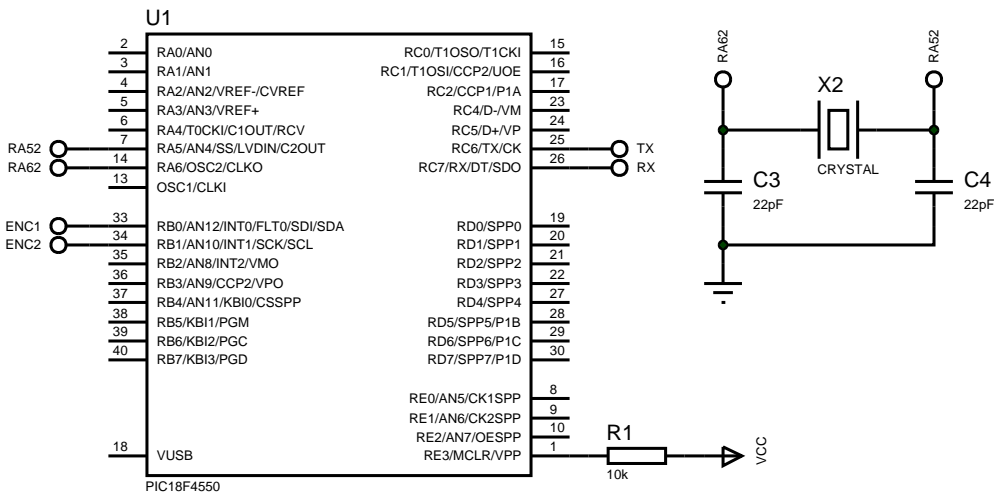 U1
2 RA0/AN0
3 RA1/AN1
4 RA2/AN2/VREF-/CVREF
5 RA3/AN3/VREF+
6 RA4/T0CKI/C1OUT/RCV
RA52 7 RA5/AN4/SS/LVDIN/C2OUT
RA62 14 RA6/OSC2/CLKO
13 OSC1/CLKI
ENC1 33 RB0/AN12/INT0/FLT0/SDI/SDA
ENC2 34 RB1/AN10/INT1/SCK/SCL
35 RB2/AN8/INT2/VMO
36 RB3/AN9/CCP2/VPO
37 RB4/AN11/KBI0/CSSPP
38 RB5/KBI1/PGM
39 RB6/KBI2/PGC
40 RB7/KBI3/PGD
18 VUSB
RC0/T1OSO/T1CKI 15
RC1/T1OSI/CCP2/UOE 16
RC2/CCP1/P1A 17
RC4/D-/VM 23
RC5/D+/VP 24
RC6/TX/CK 25 TX
RC7/RX/DT/SDO 26 RX
RD0/SPP0 19
RD1/SPP1 20
RD2/SPP2 21
RD3/SPP3 22
RD4/SPP4 27
RD5/SPP5/P1B 28
RD6/SPP6/P1C 29
RD7/SPP7/P1D 30
RE0/AN5/CK1SPP 8
RE1/AN6/CK2SPP 9
RE2/AN7/OESPP 10
RE3/MCLR/VPP 1
PIC18F4550
R1
10k
VCC
RA62
RA52
X2
CRYSTAL
C3
22pF
C4
22pF